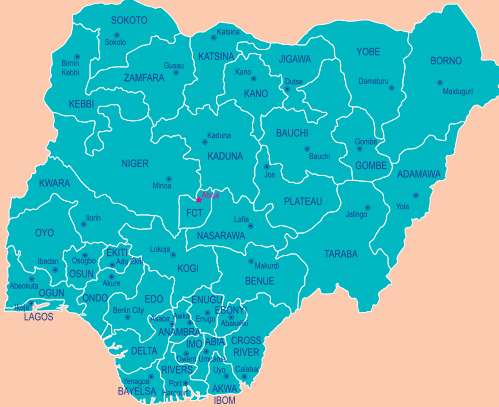 SOKOTO
Sokolo
Katsina
KATSINA
JIGAWA
YOBE
BORNO
Birnin
Kebbi
Gusau
ZAMFARA
Kano
KANO
Dutse
Damaturu
Maiduguri
KEBBI
Kaduna
KADUNA
BAUCHI
Bauchi
Gombe
GOMBE
NIGER
Minna
Jos
ADAMAWA
KWARA
Abuja
FCT
PLATEAU
Jalingo
Yola
Ilorin
Lafia
NASARAWA
OYO
TARABA
Ibadan
Osogbo
EKITI
Ado Ekiti
Lokoja
KOGI
Makurdi
BENUE
Abeokuta
OSUN
Akure
OGUN
ONDO
Ikeja
LAGOS
EDO
Benin City
ENUGU
EBONYI
Asaba
Awka
Enugu
Abakaliki
ANAMBRA
DELTA
IMO
ABIA
CROSS
RIVER
Owerri
Umuahia
RIVERS
Uyo
Calabar
Yenagoa
BAYELSA
Port
Harcourt
AKWA
IBOM